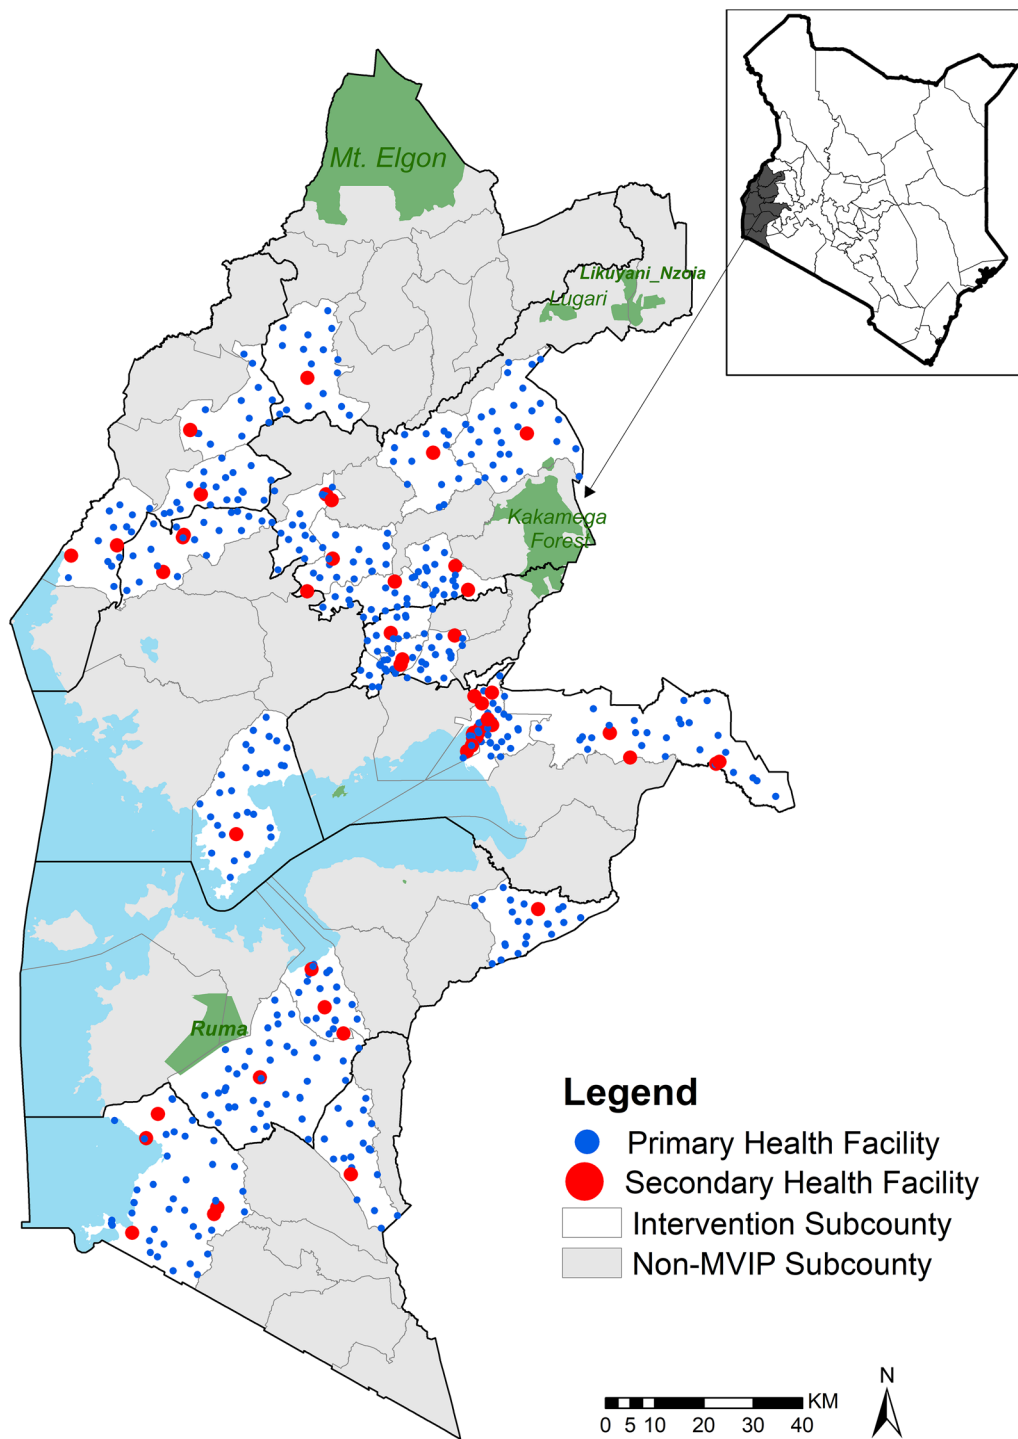 Mt. Elgon
Likuyani_Nzoia
Lugari
Kakamega
Forest
Ruma
Legend
Primary Health Facility
Secondary Health Facility
Intervention Subcounty
Non-MVIP Subcounty
N
KM
0 5 10 20 30 40